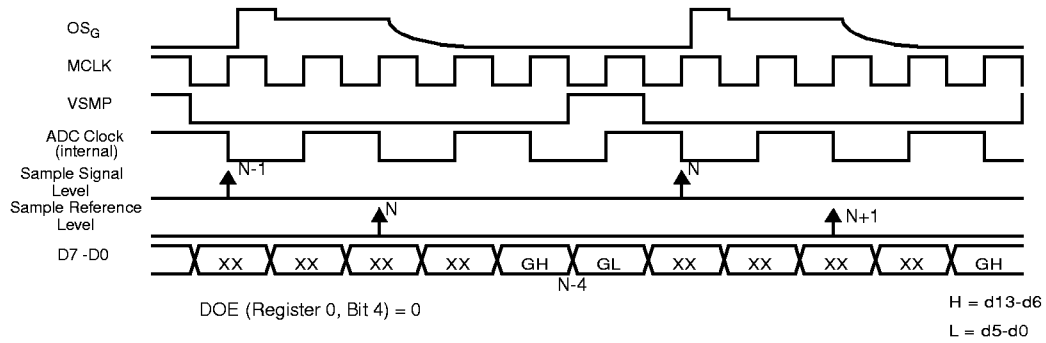 OSG
MCLK
VSMP
ADC Clock
(internal)
Sample Signal
Level
N-1
N
Sample Reference
Level
N
N+1
D7 -D0
XX XX XX XX GH GL XX XX XX XX GH
N-4
DOE (Register 0, Bit 4) = 0
H = d13-d6
L = d5-d0